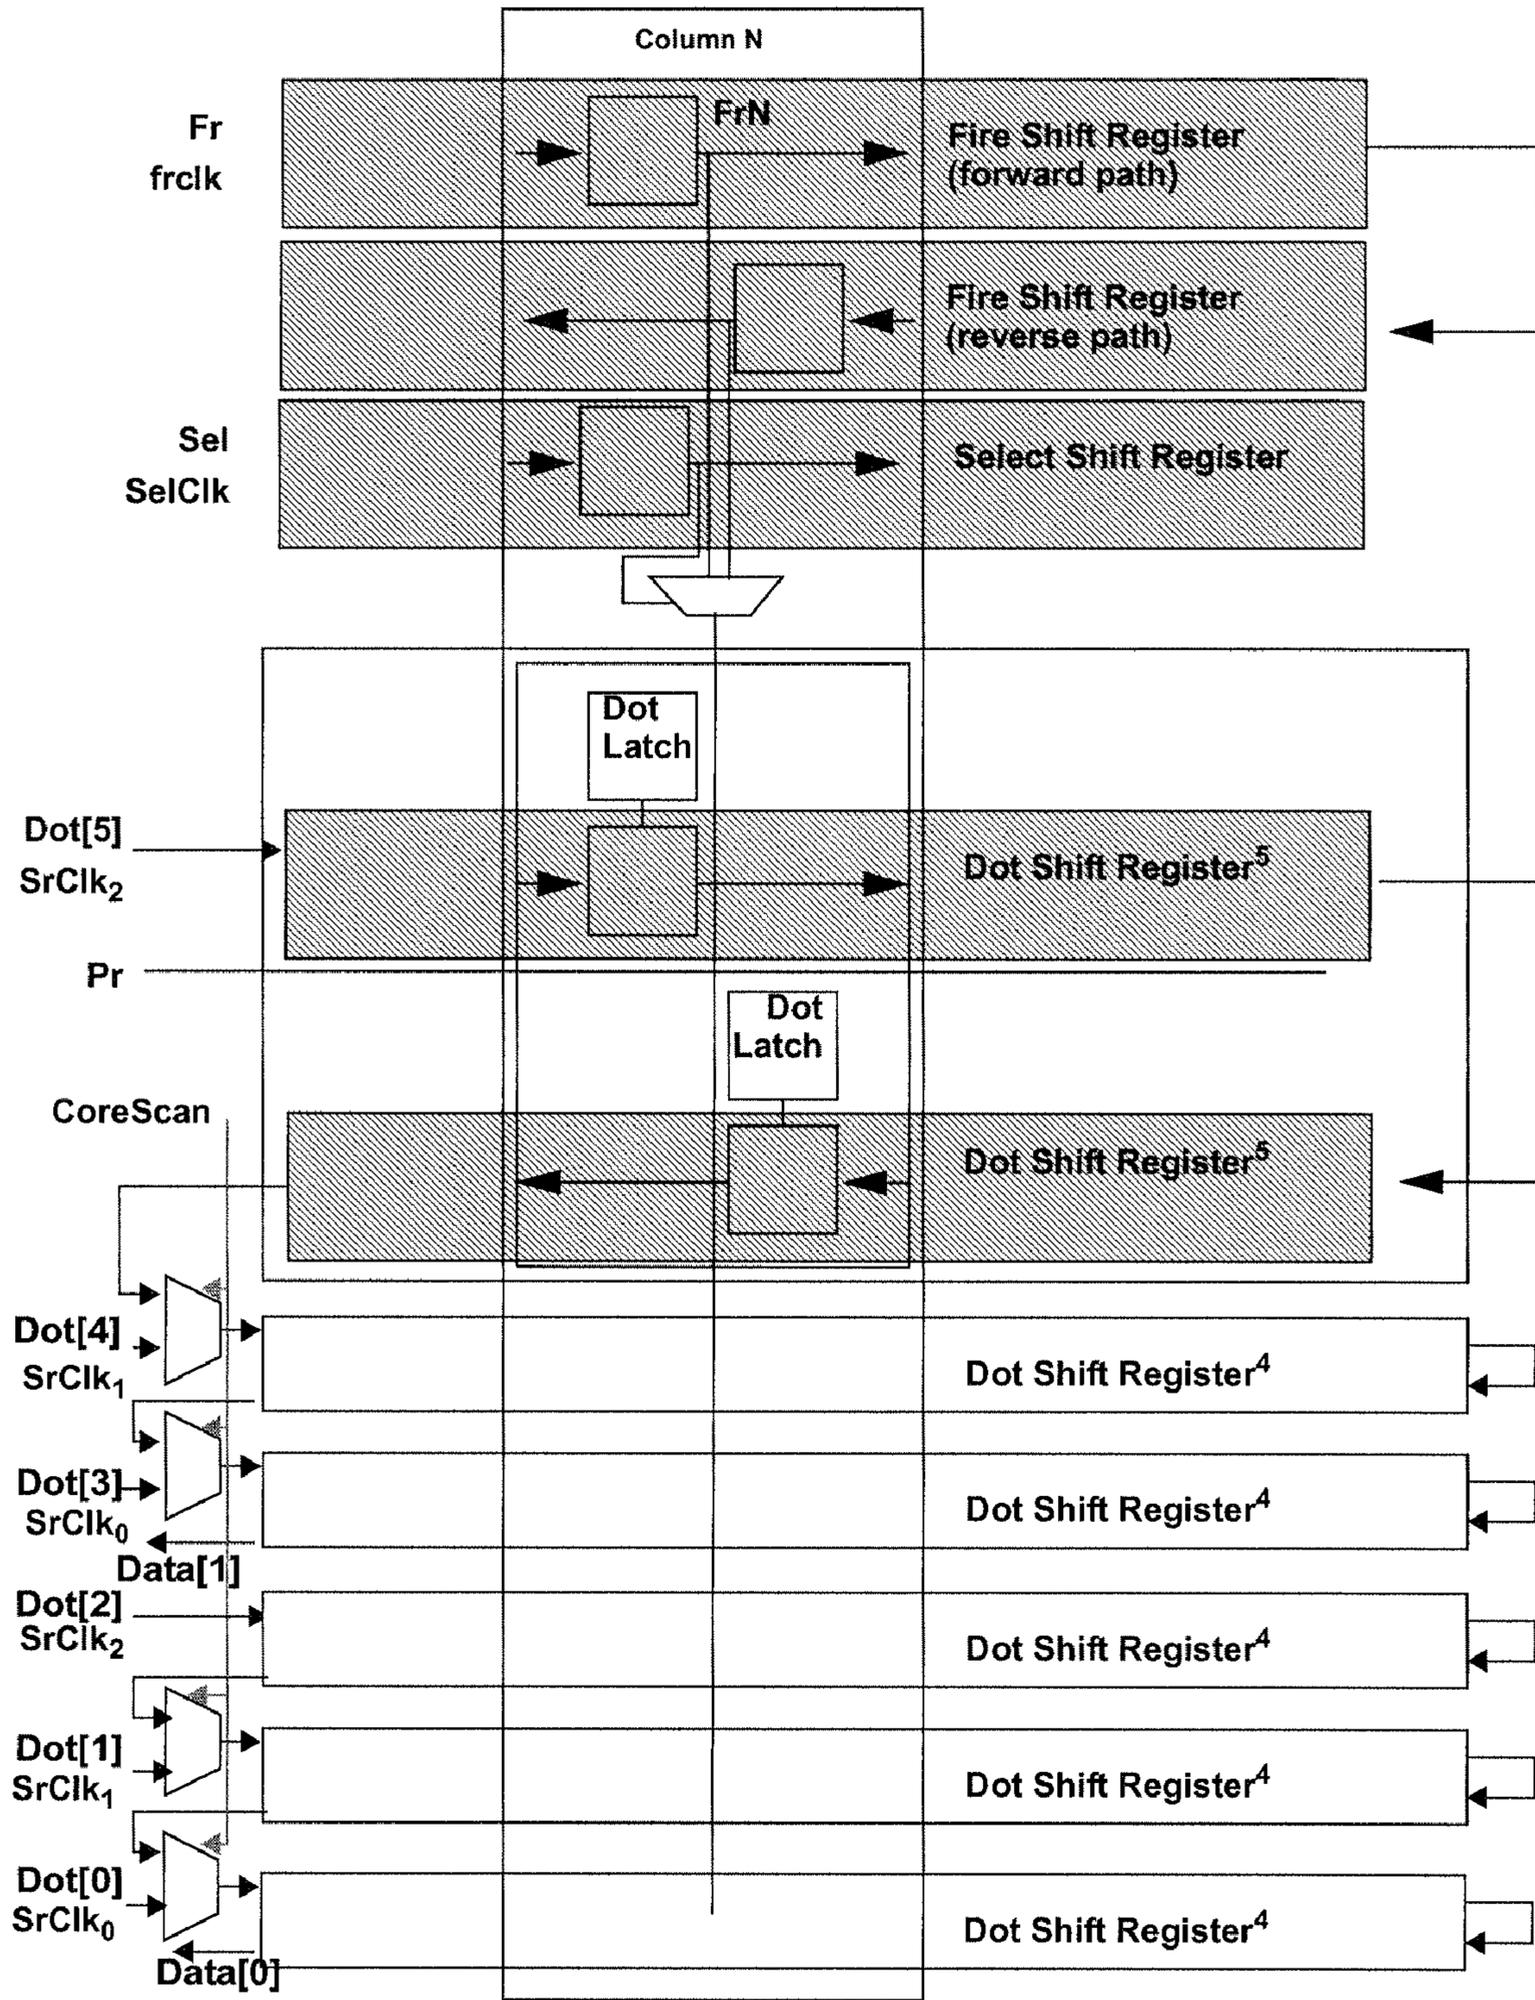 Column N
Fr
frclk
FrN
Fire Shift Register
(forward path)
Fire Shift Register
(reverse path)
Sel
SelClk
Select Shift Register
Dot
Latch
Dot[5]
SrClk2
Dot Shift Register5
Pr
Dot
Latch
CoreScan
Dot Shift Register5
Dot[4]
SrClk1
Dot Shift Register4
Dot[3]
SrClk0
Dot Shift Register4
Data[1]
Dot[2]
SrClk2
Dot Shift Register4
Dot[1]
SrClk1
Dot Shift Register4
Dot[0]
SrClk0
Dot Shift Register4
Data[0]